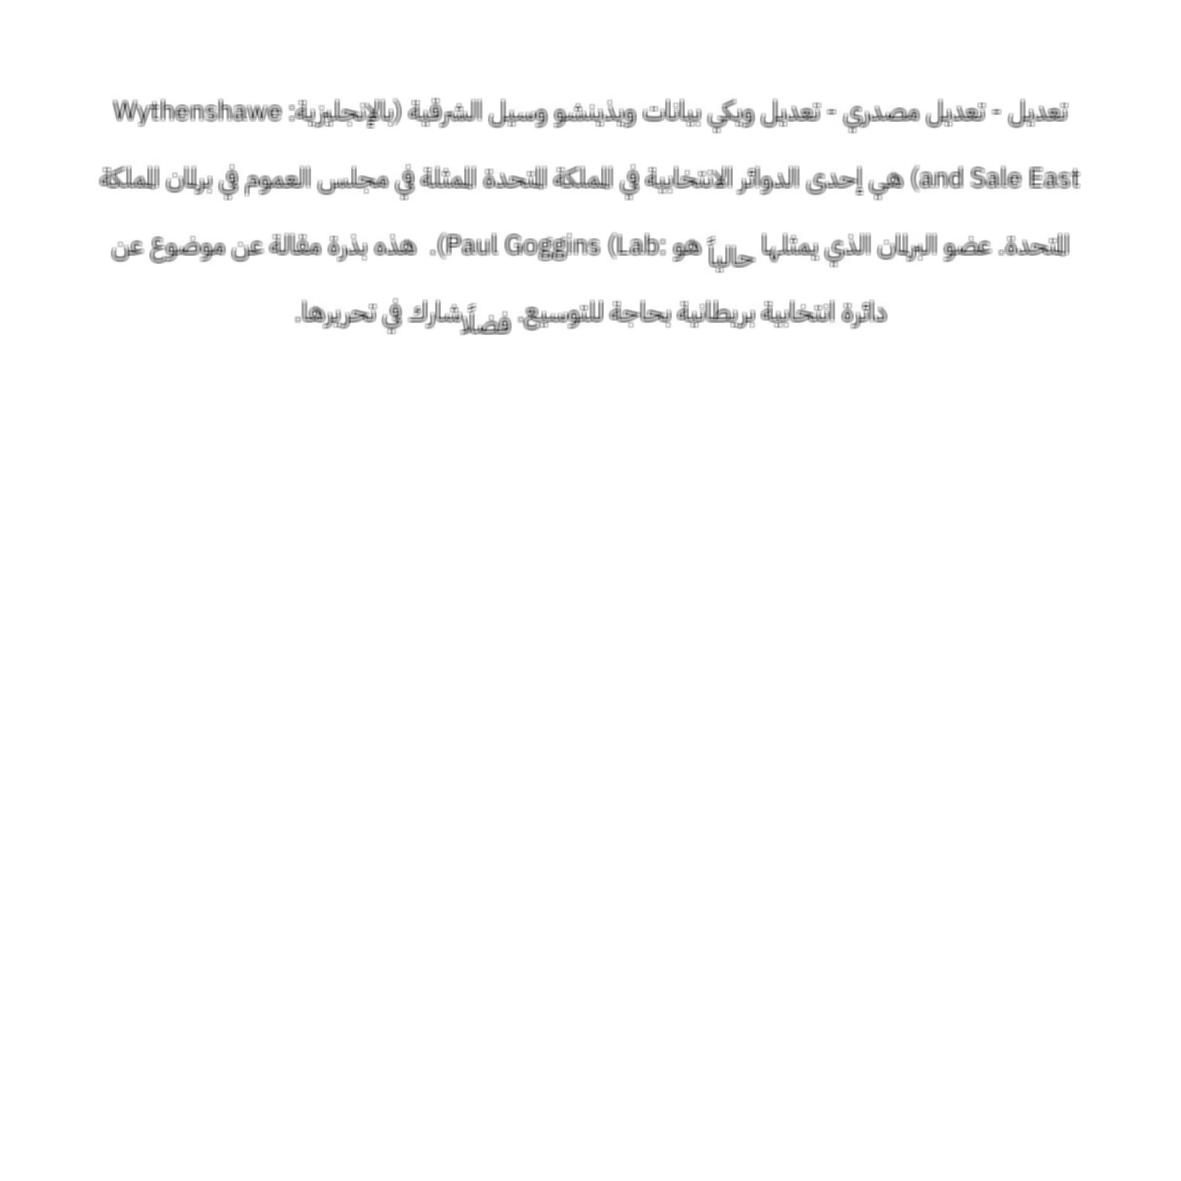 تعديل - تعديل مصدري - تعديل ويكي بيانات ويذينشو وسيل الشرقية (بالإنجليزية: Wythenshawe
and Sale East) هي إحدى الدوائر الانتخابية في المملكة المتحدة الممثلة في مجلس العموم في برلمان المملكة
المتحدة. عضو البرلمان الذي يمثلها حالياً هو Paul Goggins (Lab:).  هذه بذرة مقالة عن موضوع عن
دائرة انتخابية بريطانية بحاجة للتوسيع. فضلًا شارك في تحريرها.